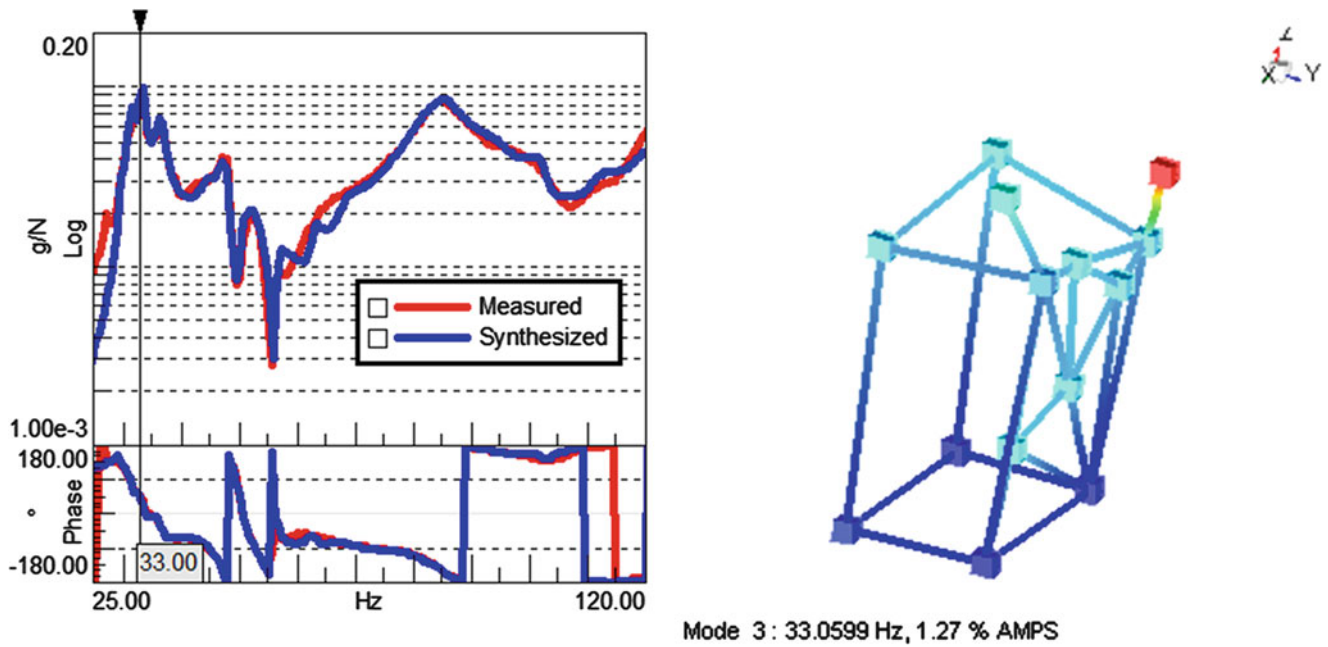 0.20
g/N
Log
Measured
Synthesized
1.00e-3
180.00
°
Phase
-180.00
33.00
25.00
Hz
120.00
Z
X
Y
Mode 3 : 33.0599 Hz, 1.27 % AMPS